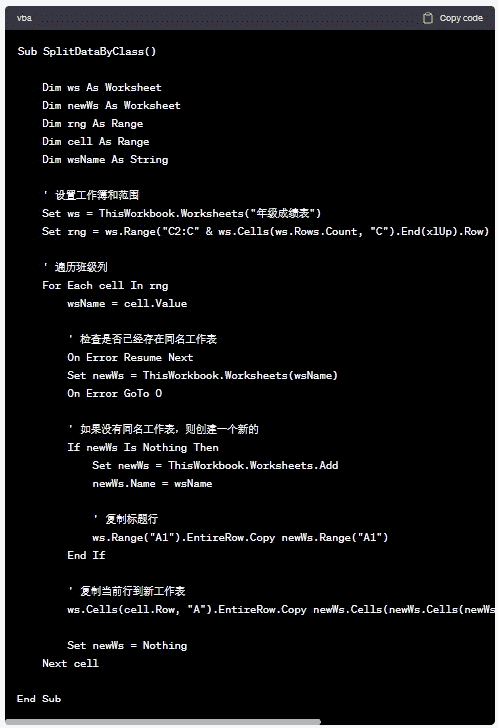 vba
Copy code
Sub SplitDataByClass()
Dim ws As Worksheet
Dim newWs As Worksheet
Dim rng As Range
Dim cell As Range
Dim wsName As String
' 设置工作簿和范围
Set ws = ThisWorkbook.Worksheets("年级成绩表")
Set rng = ws.Range("C2:C" & ws.Cells(ws.Rows.Count, "C").End(xlUp).Row)
' 遍历班级列
For Each cell In rng
wsName = cell.Value
' 检查是否已经存在同名工作表
On Error Resume Next
Set newWs = ThisWorkbook.Worksheets(wsName)
On Error GoTo 0
' 如果没有同名工作表，则创建一个新的
If newWs Is Nothing Then
Set newWs = ThisWorkbook.Worksheets.Add
newWs.Name = wsName
' 复制标题行
ws.Range("A1").EntireRow.Copy newWs.Range("A1")
End If
' 复制当前行到新工作表
ws.Cells(cell.Row, "A").EntireRow.Copy newWs.Cells(newWs.Cells(newWs
Set newWs = Nothing
Next cell
End Sub